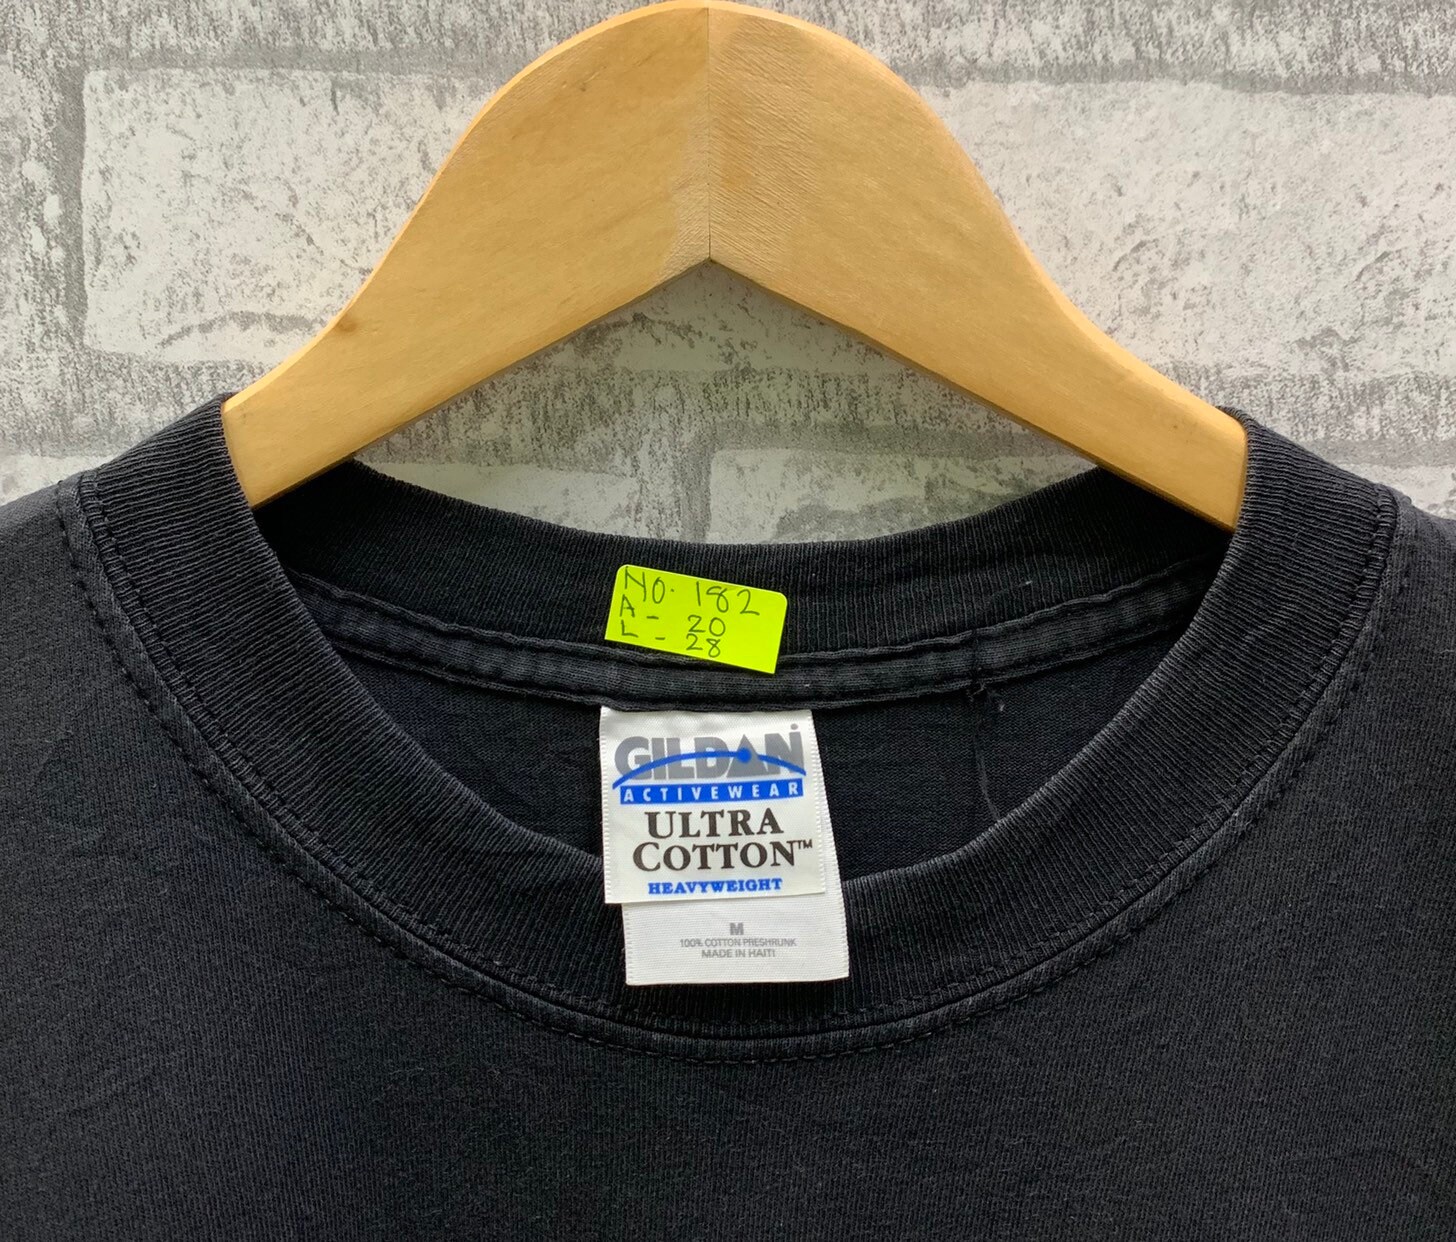 NO. 182
A - 20
L - 28
GILDAN
ACTIVEWEAR
ULTRA
COTTON™
HEAVYWEIGHT
M
100% COTTON PRESHRUNK
MADE IN HAITI